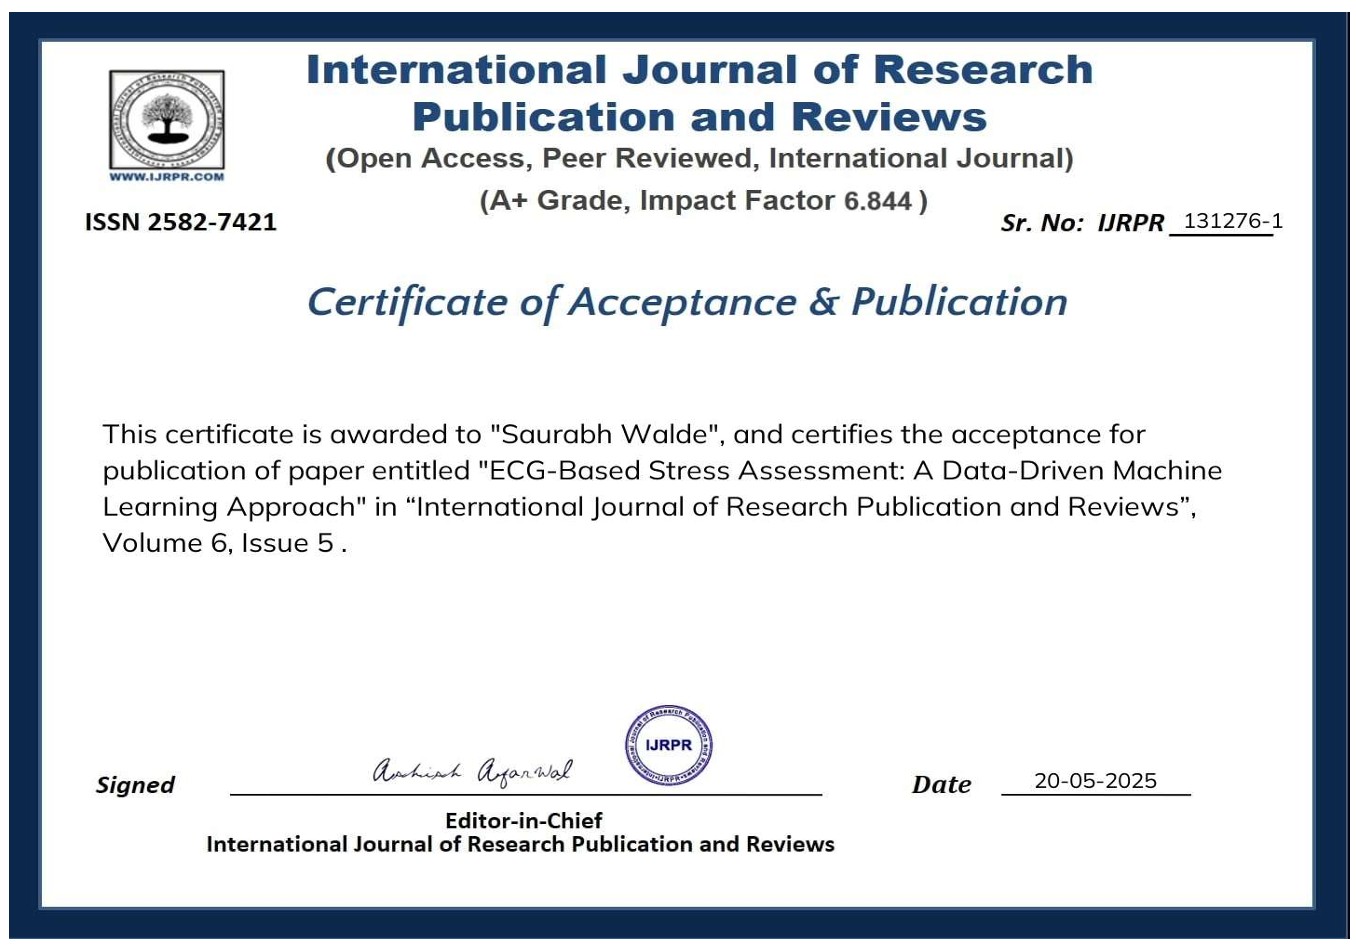 International Journal of Research
Publication and Reviews
(Open Access, Peer Reviewed, International Journal)
(A+ Grade, Impact Factor 6.844 )
WWW.IJRPR.COM
ISSN 2582-7421
Sr. No: IJRPR 131276-1
Certificate of Acceptance & Publication
This certificate is awarded to "Saurabh Walde", and certifies the acceptance for
publication of paper entitled "ECG-Based Stress Assessment: A Data-Driven Machine
Learning Approach" in “International Journal of Research Publication and Reviews”,
Volume 6, Issue 5 .
IJRPR
Signed Ashish Agarwal
Date 20-05-2025
Editor-in-Chief
International Journal of Research Publication and Reviews